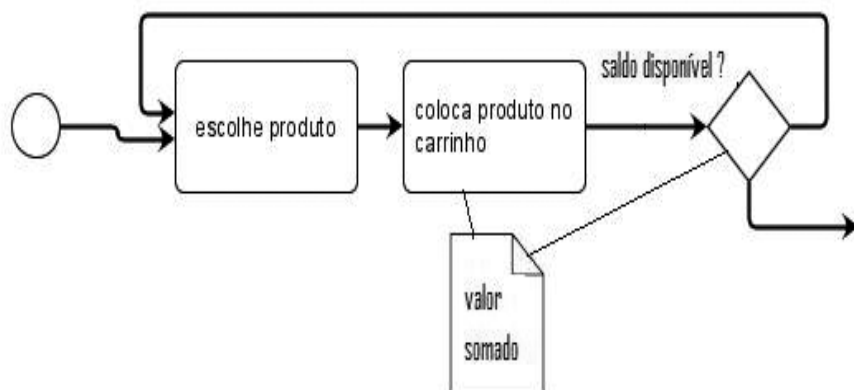 saldo disponível ?
escolhe produto
coloca produto no
carrinho
valor
somado